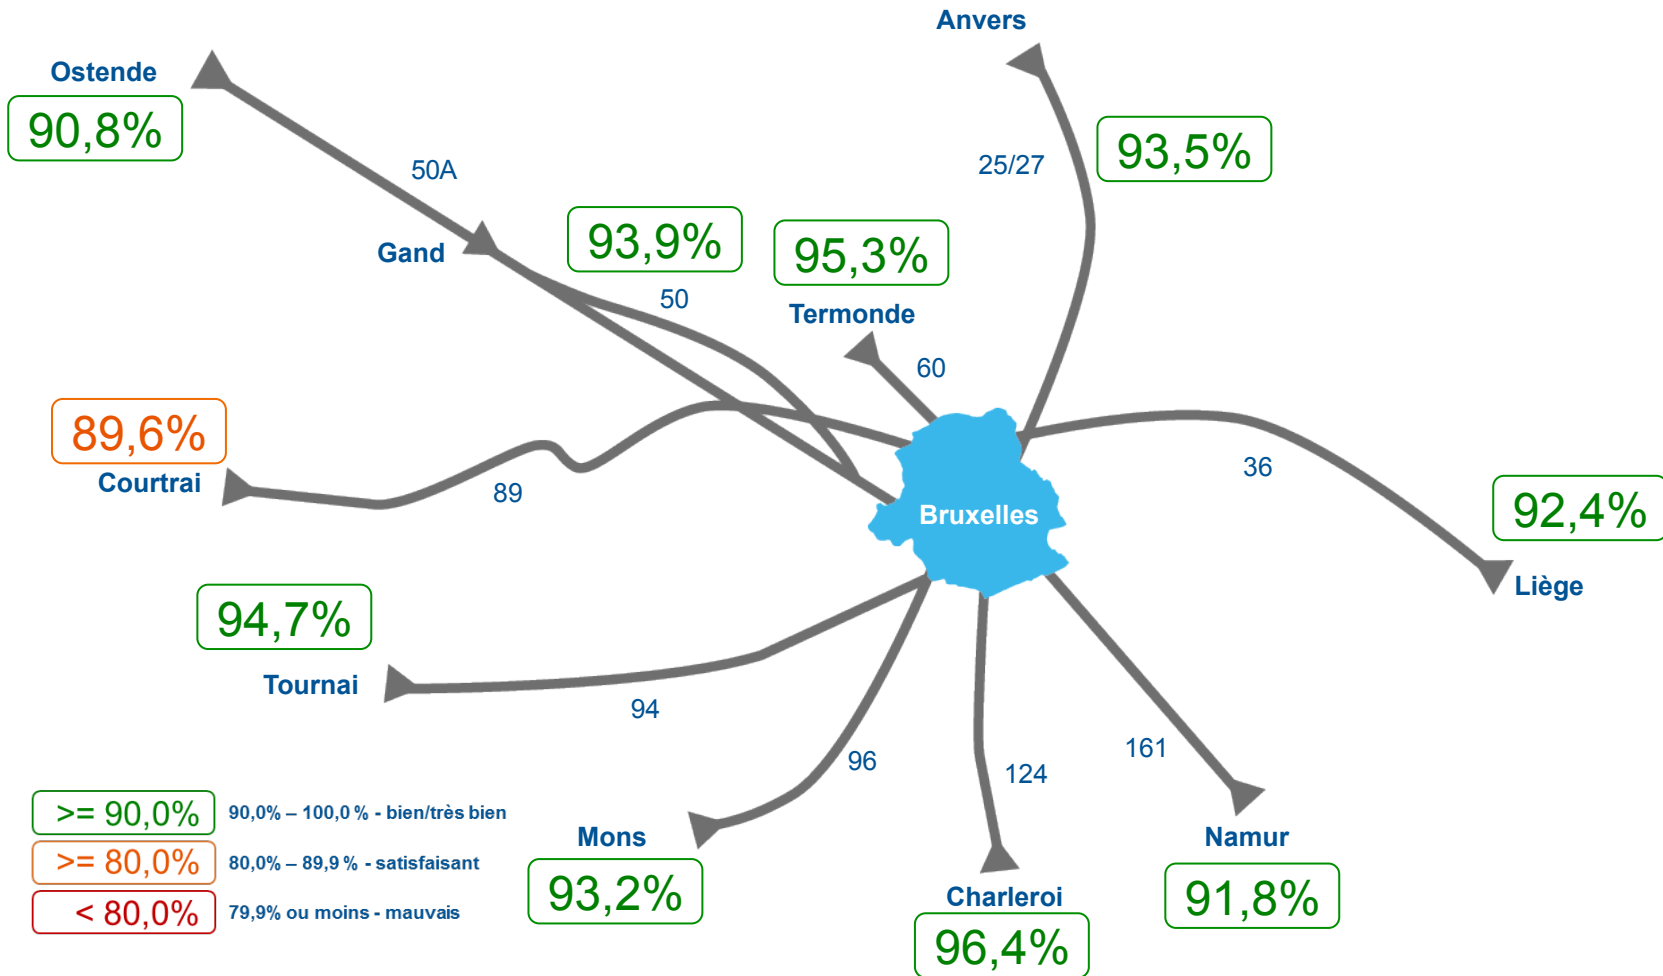 Anvers
Ostende
90,8%
50A
25/27
93,5%
Gand
93,9%
95,3%
50
Termonde
60
89,6%
Courtrai
89
36
92,4%
Bruxelles
Liège
94,7%
Tournai
94
96
124
161
>= 90,0% 90,0% – 100,0 % - bien/très bien
>= 80,0% 80,0% – 89,9 % - satisfaisant
< 80,0% 79,9% ou moins - mauvais
Mons
93,2%
Charleroi
96,4%
Namur
91,8%